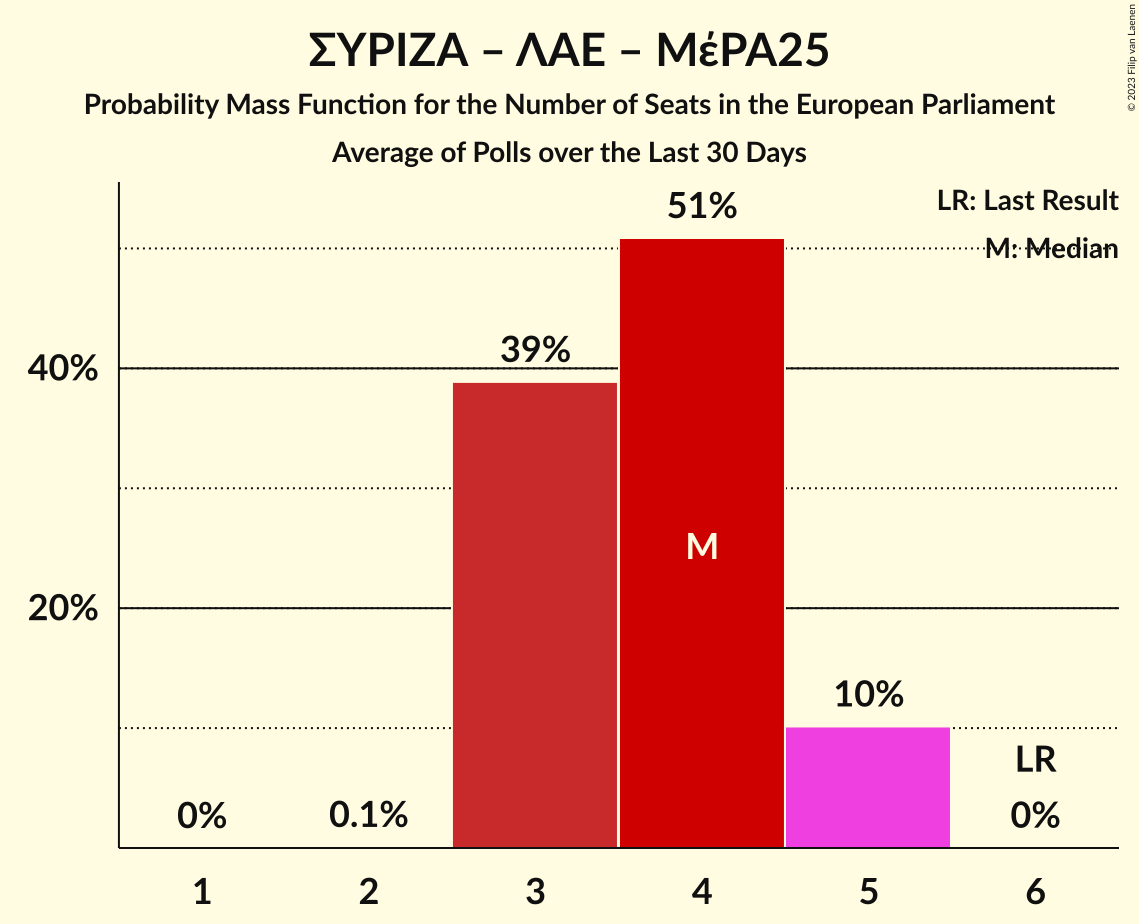 ΣΥΡΙΖΑ – ΛΑΕ – ΜέΡΑ25
Probability Mass Function for the Number of Seats in the European Parliament
Average of Polls over the Last 30 Days
© 2023 Filip van Laenen
LR: Last Result
M: Median
51%
39%
40%
M
20%
10%
LR
0%
0.1%
0%
1 2 3 4 5 6